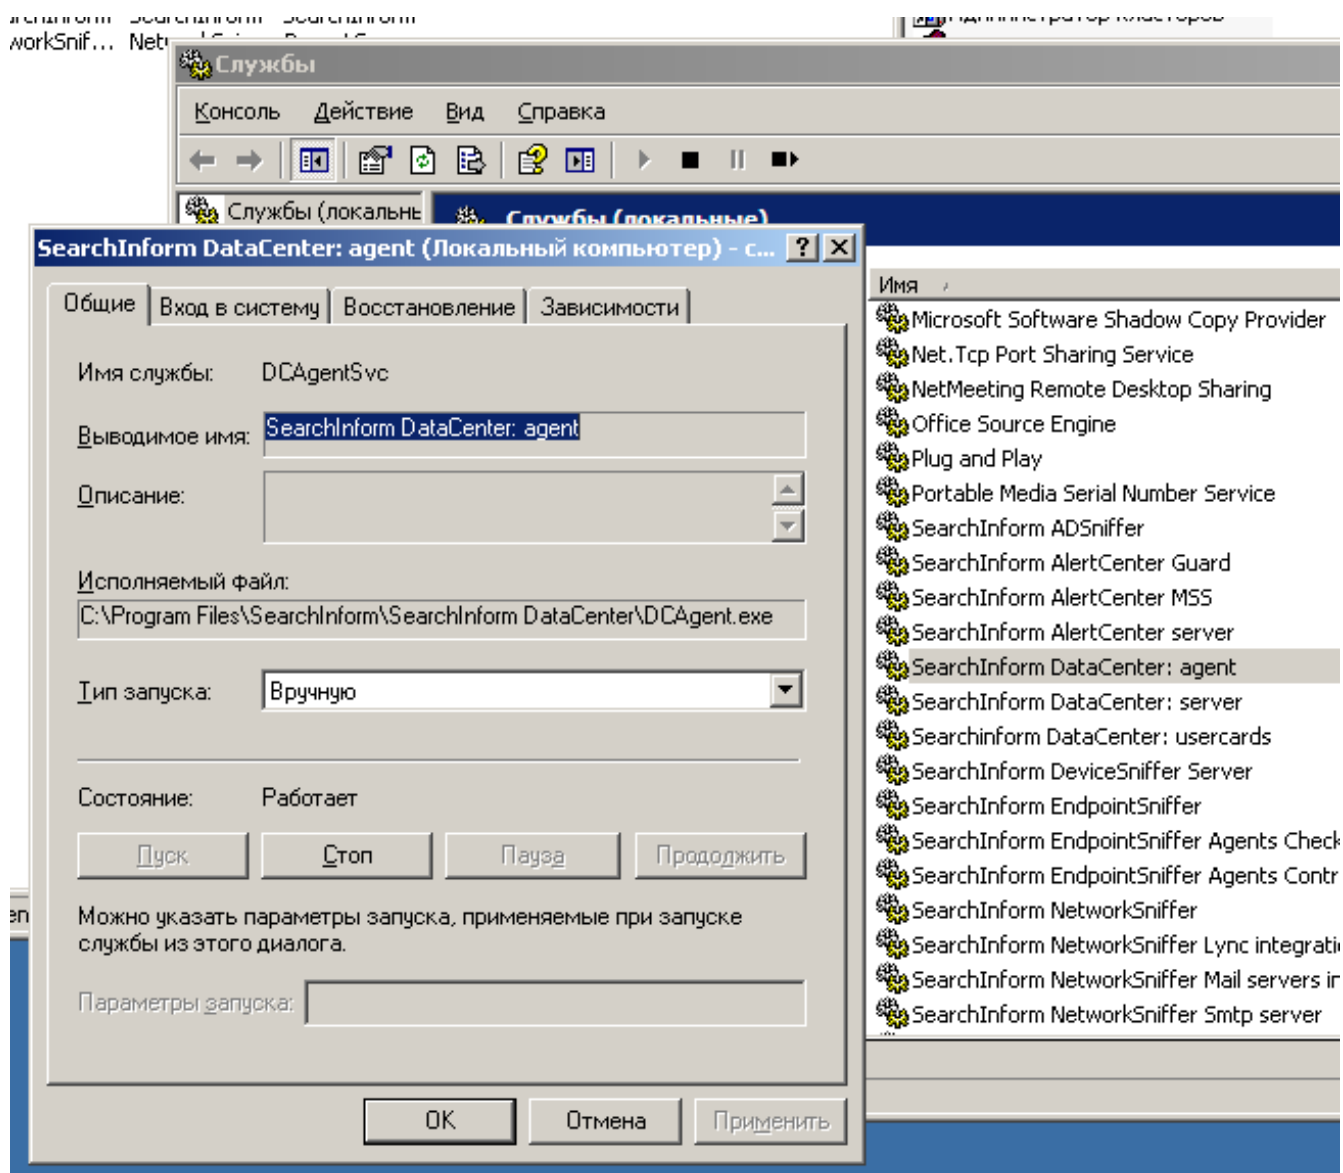 workSnif...
Службы
Консоль Действие Вид Справка
Службы (локальнь
Службы (локальные)
SearchInform DataCenter: agent (Локальный компьютер) - с...
Общие Вход в систему Восстановление Зависимости
Имя службы: DCAgentSvc
Выводимое имя: SearchInform DataCenter: agent
Описание:
Исполняемый файл:
C:\Program Files\SearchInform\SearchInform DataCenter\DCAgent.exe
Тип запуска: Вручную
Состояние: Работает
Пуск Стоп Пауза Продолжить
Можно указать параметры запуска, применяемые при запуске
службы из этого диалога.
Параметры запуска:
OK Отмена Применить
Имя
Microsoft Software Shadow Copy Provider
Net.Tcp Port Sharing Service
NetMeeting Remote Desktop Sharing
Office Source Engine
Plug and Play
Portable Media Serial Number Service
SearchInform ADSniffer
SearchInform AlertCenter Guard
SearchInform AlertCenter MSS
SearchInform AlertCenter server
SearchInform DataCenter: agent
SearchInform DataCenter: server
Searchinform DataCenter: usercards
SearchInform DeviceSniffer Server
SearchInform EndpointSniffer
SearchInform EndpointSniffer Agents Check
SearchInform EndpointSniffer Agents Contr
SearchInform NetworkSniffer
SearchInform NetworkSniffer Lync integrati
SearchInform NetworkSniffer Mail servers in
SearchInform NetworkSniffer Smtp server